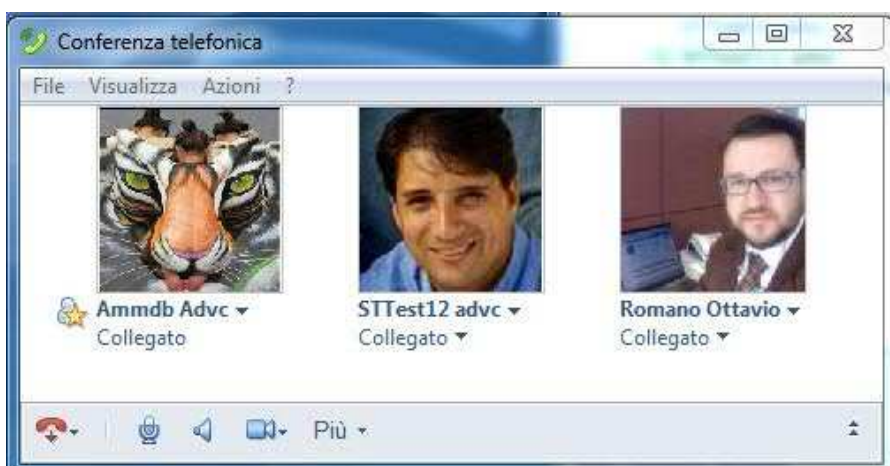 Conferenza telefonica
File Visualizza Azioni ?
Ammdb Advc STTest12 advc Romano Ottavio
Collegato Collegato Collegato
Più